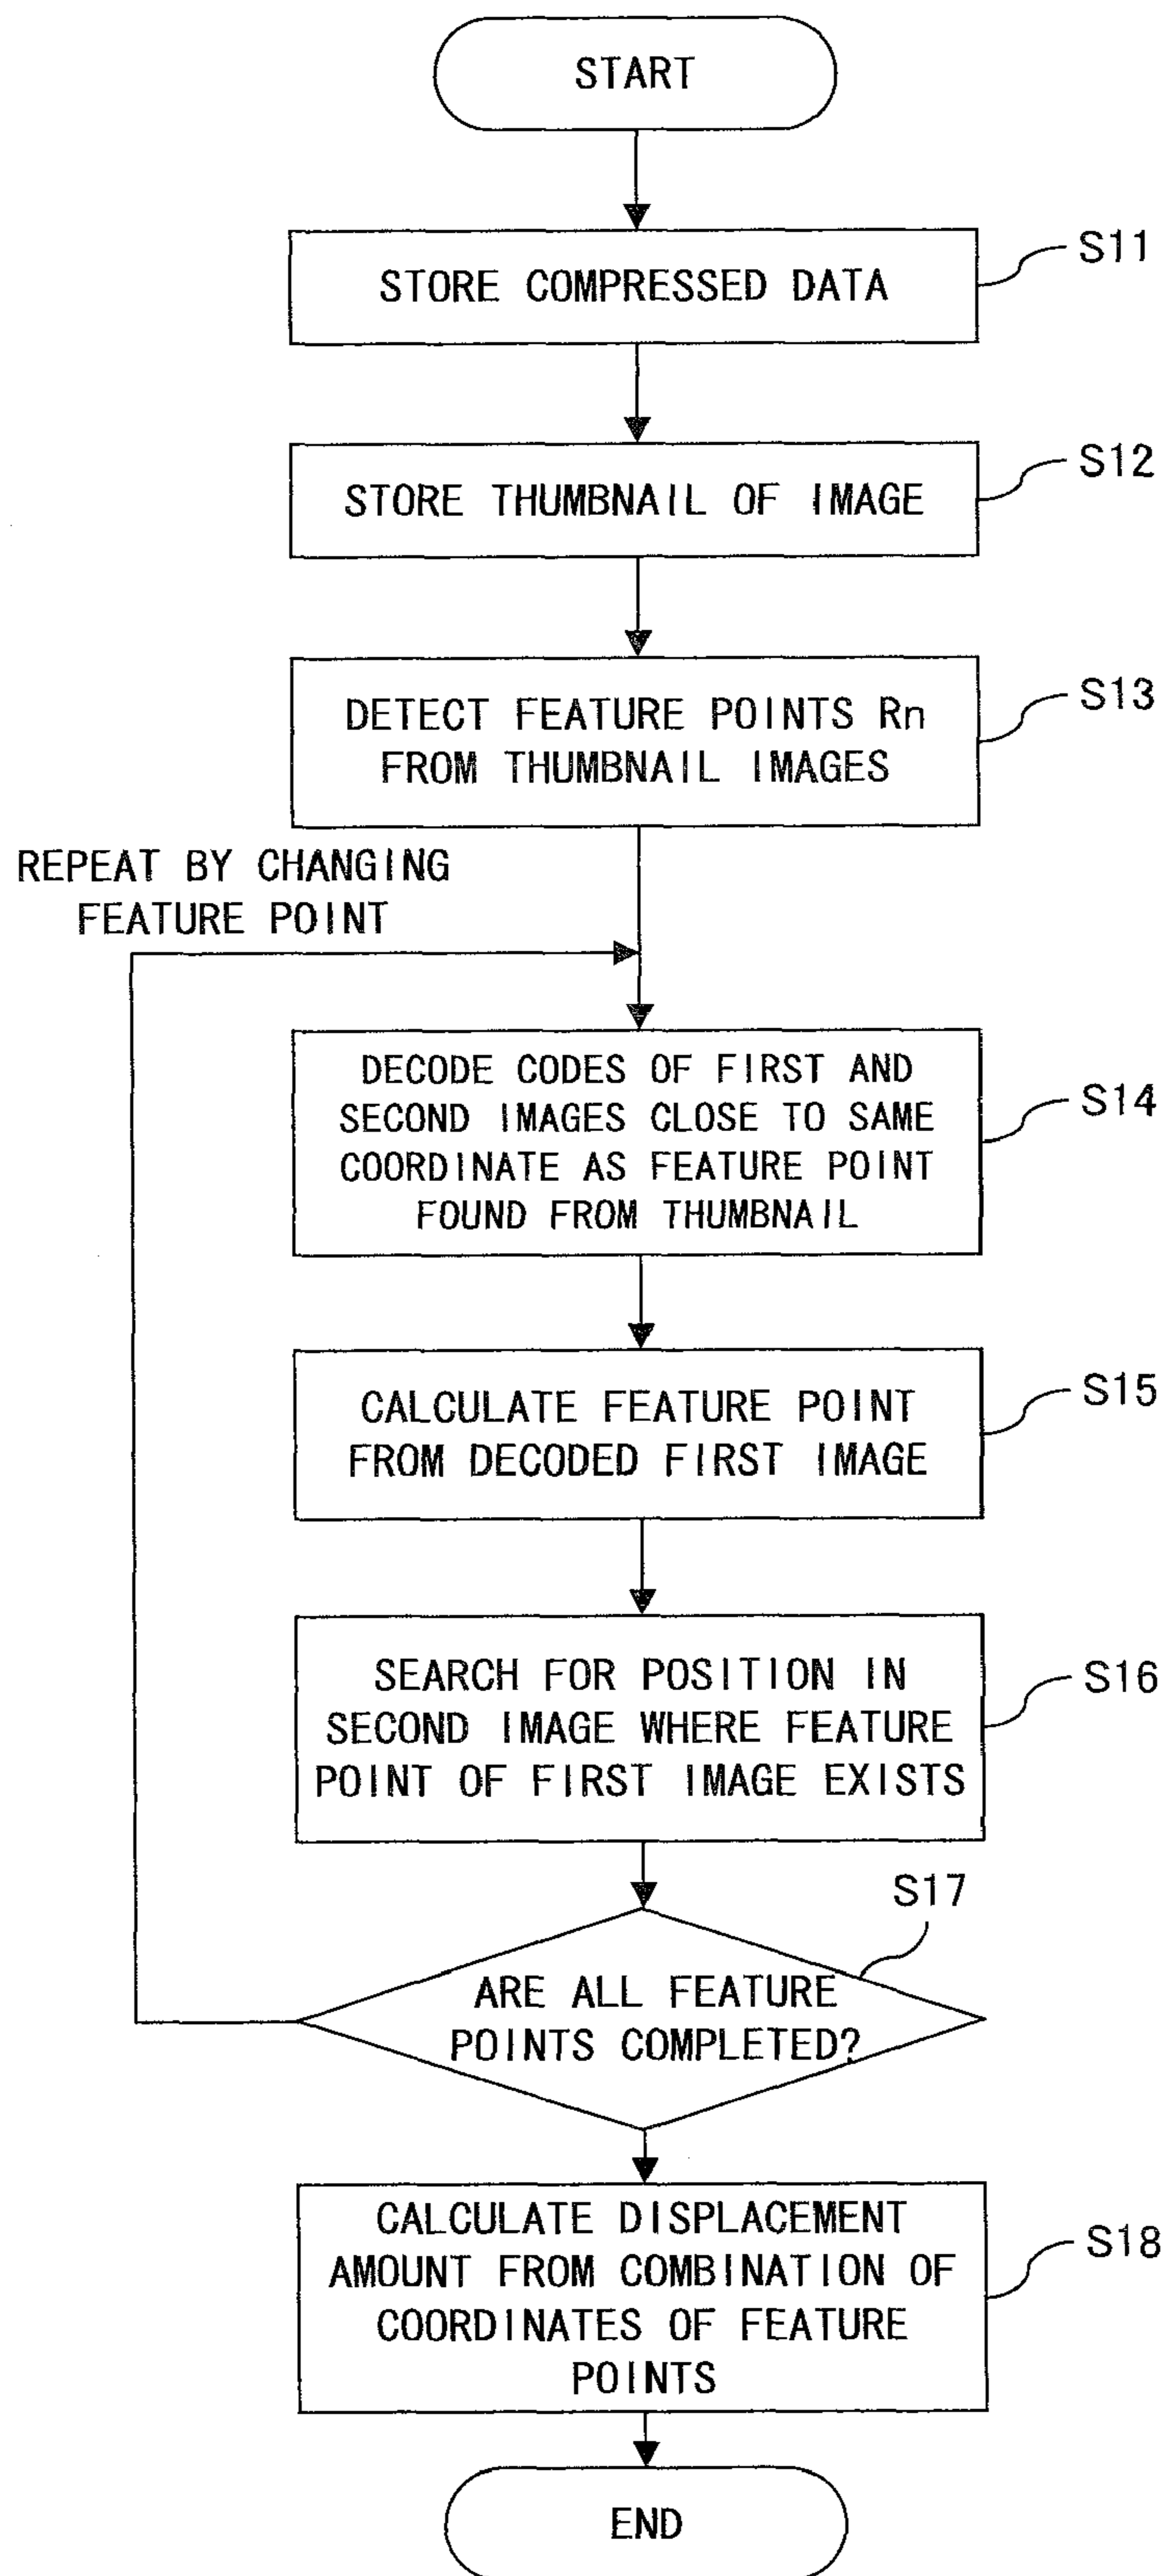 START
STORE COMPRESSED DATA
S11
STORE THUMBNAIL OF IMAGE
S12
DETECT FEATURE POINTS Rn
FROM THUMBNAIL IMAGES
S13
REPEAT BY CHANGING
FEATURE POINT
DECODE CODES OF FIRST AND
SECOND IMAGES CLOSE TO SAME
COORDINATE AS FEATURE POINT
FOUND FROM THUMBNAIL
S14
CALCULATE FEATURE POINT
FROM DECODED FIRST IMAGE
S15
SEARCH FOR POSITION IN
SECOND IMAGE WHERE FEATURE
POINT OF FIRST IMAGE EXISTS
S16
S17
ARE ALL FEATURE
POINTS COMPLETED?
CALCULATE DISPLACEMENT
AMOUNT FROM COMBINATION OF
COORDINATES OF FEATURE
POINTS
S18
END